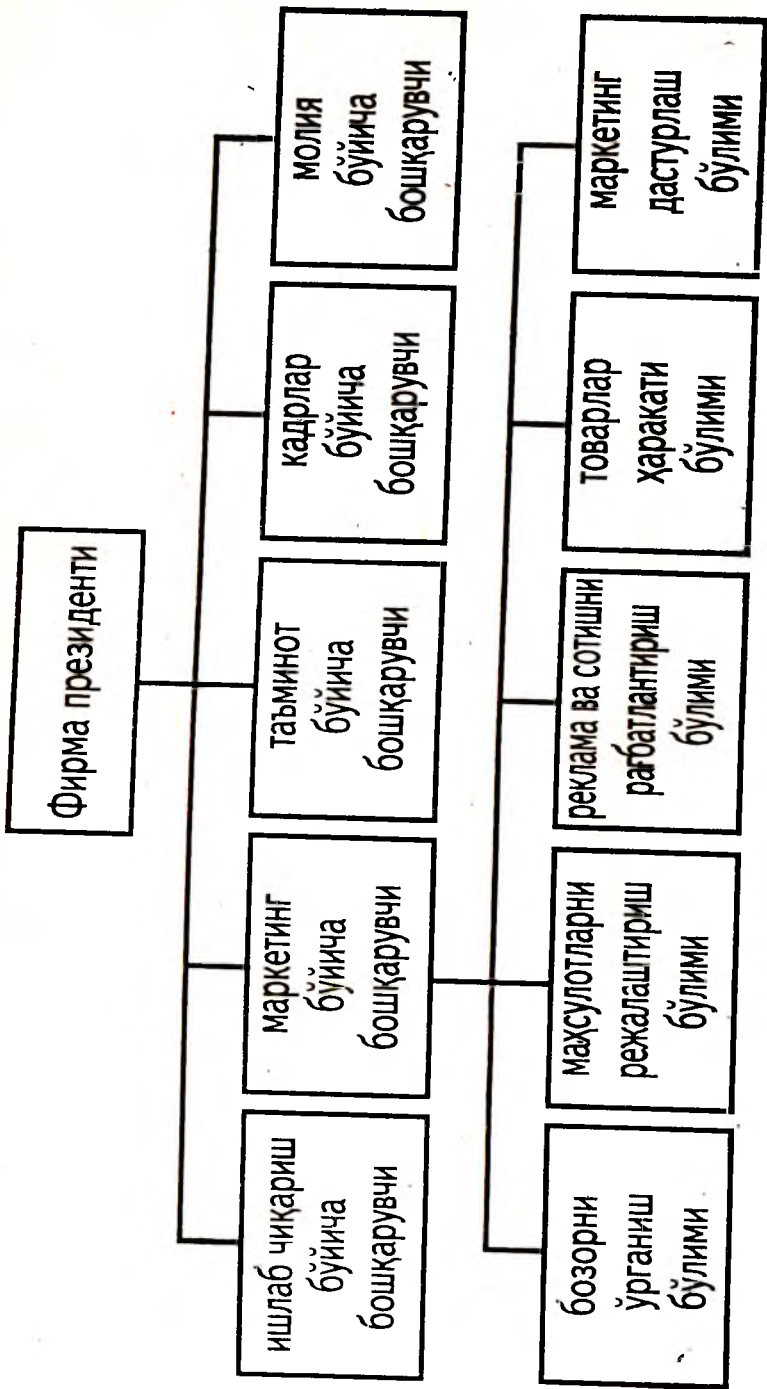 Фирма президенти
ишлаб чиқариш
бўйича
бошқарувчи
маркетинг
бўйича
бошқарувчи
таъминот
бўйича
бошқарувчи
кадрлар
бўйича
бошқарувчи
молия
бўйича
бошқарувчи
бозорни
ўрганиш
бўлими
маҳсулотларни
режалаштириш
бўлими
реклама ва сотишни
рағбатлантириш
бўлими
товарлар
ҳаракати
бўлими
маркетинг
дастурлаш
бўлими